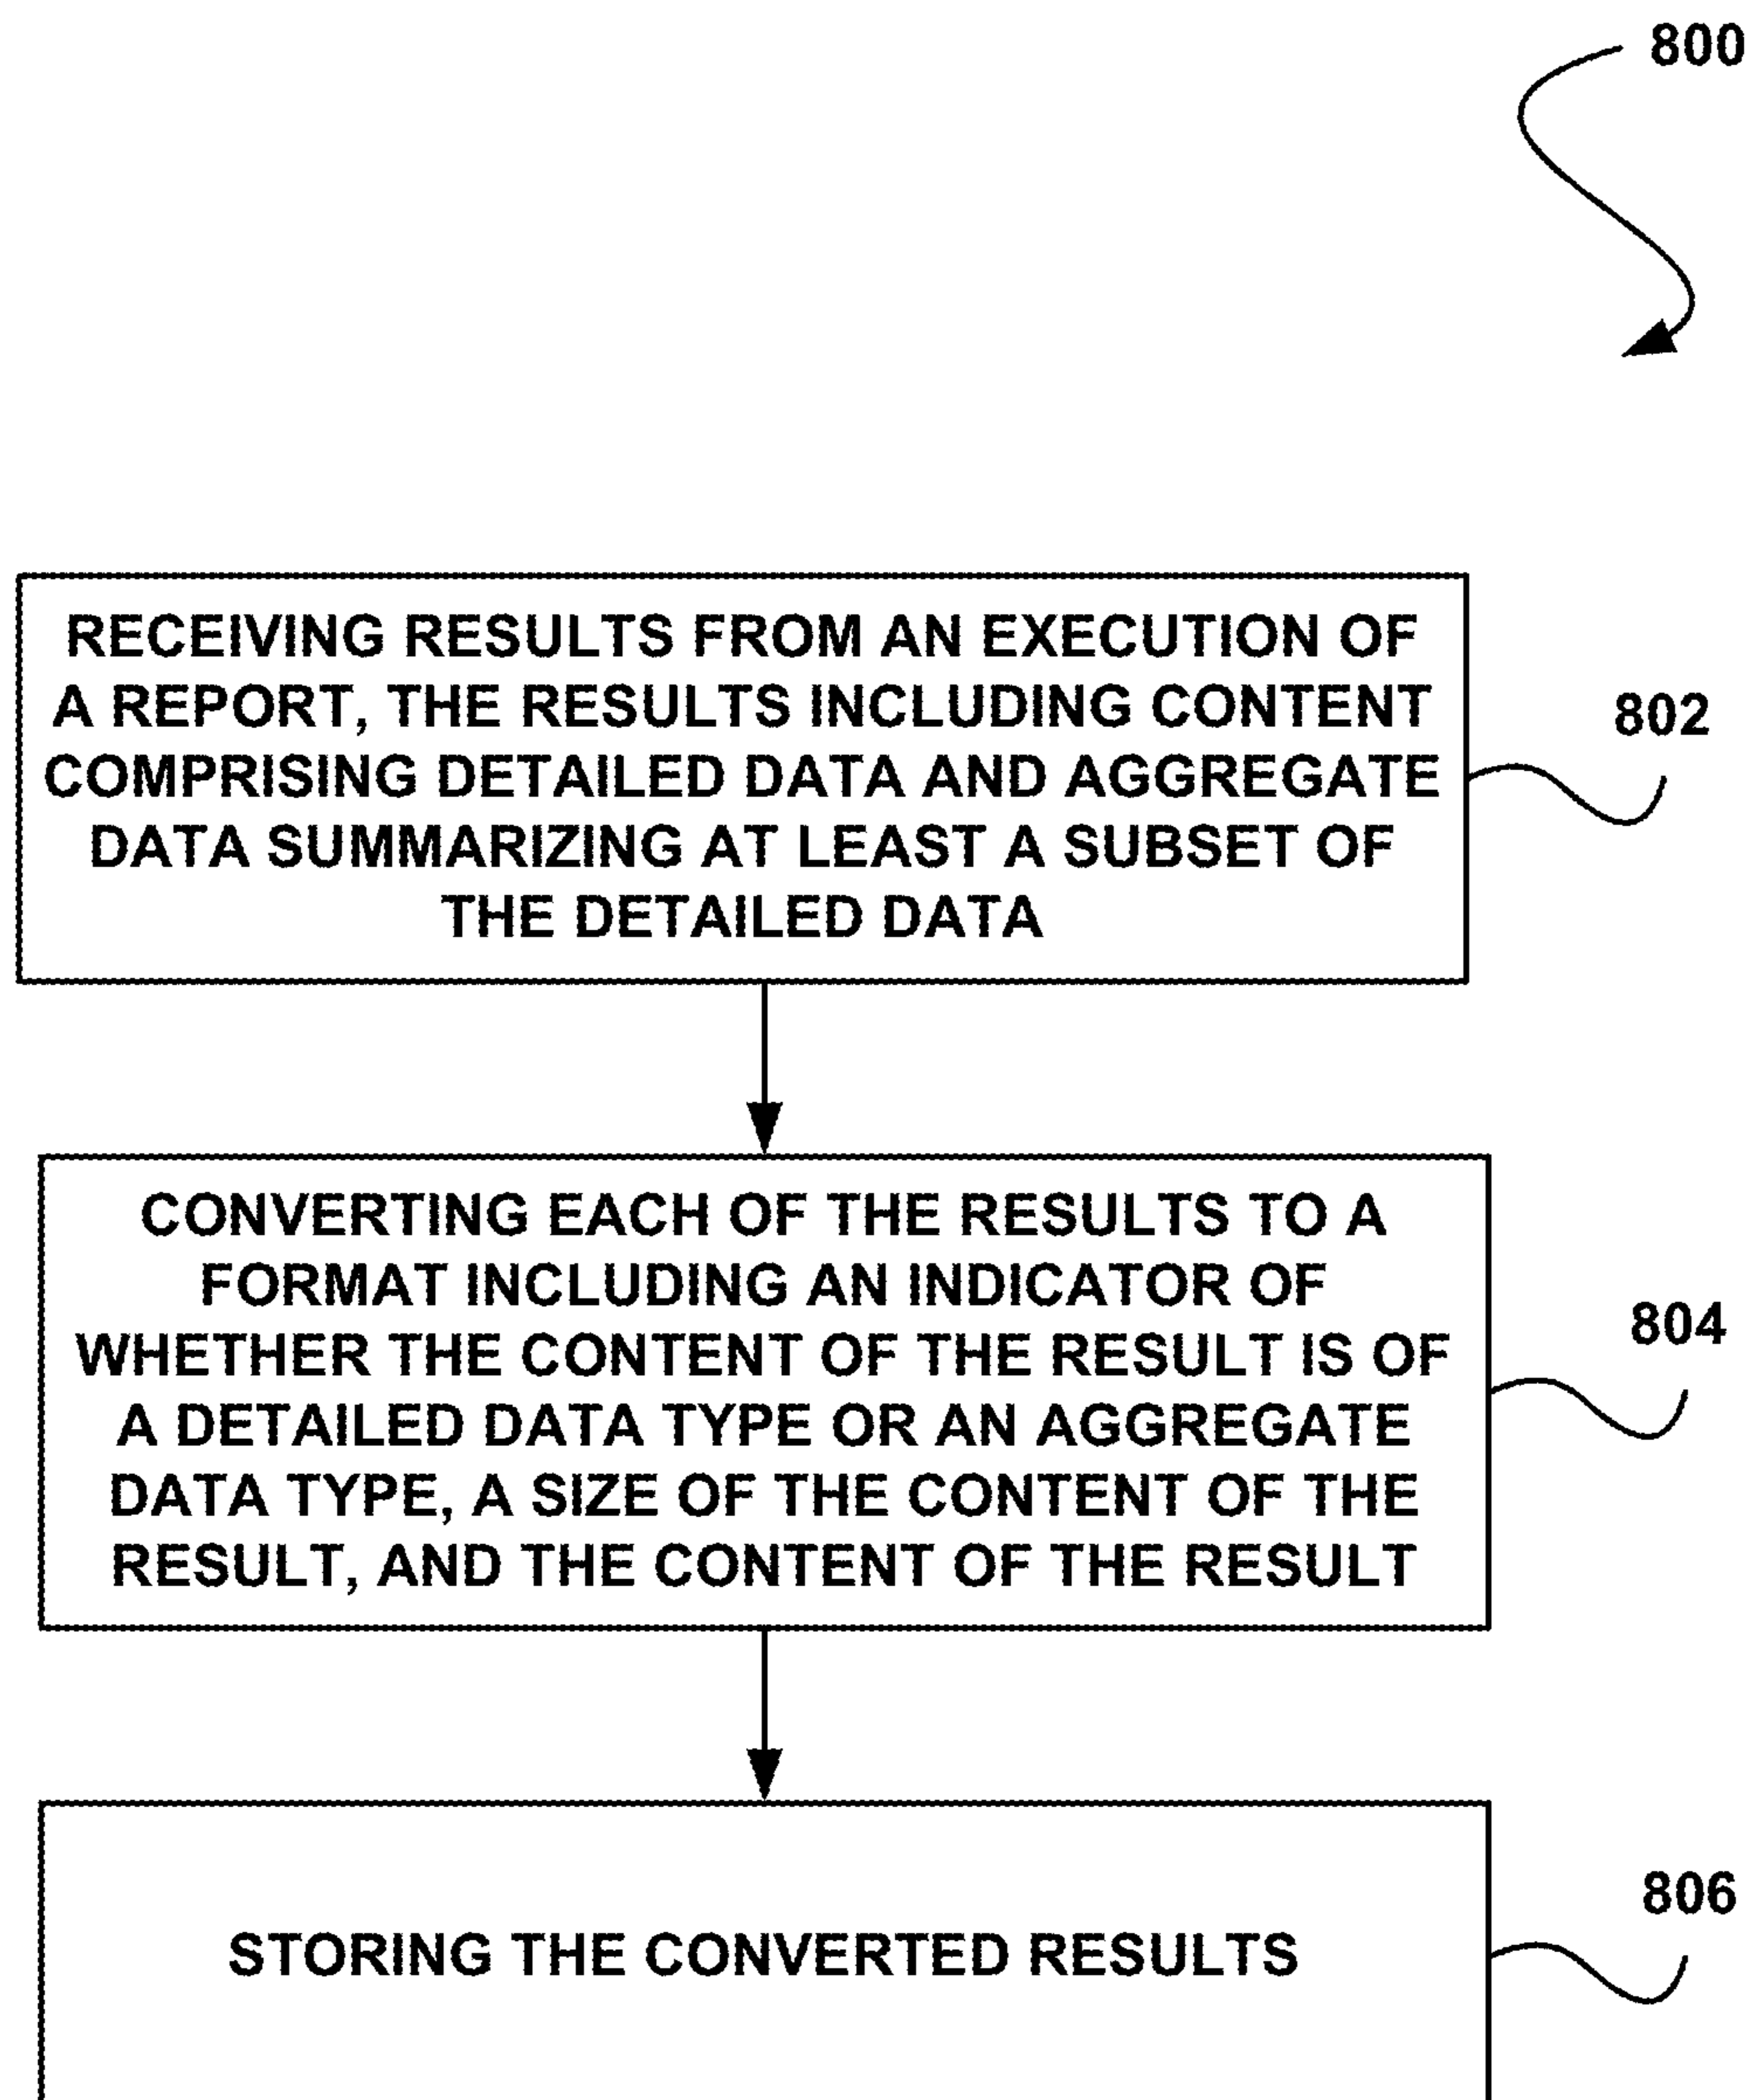 800
RECEIVING RESULTS FROM AN EXECUTION OF
A REPORT, THE RESULTS INCLUDING CONTENT
COMPRISING DETAILED DATA AND AGGREGATE
DATA SUMMARIZING AT LEAST A SUBSET OF
THE DETAILED DATA
802
CONVERTING EACH OF THE RESULTS TO A
FORMAT INCLUDING AN INDICATOR OF
WHETHER THE CONTENT OF THE RESULT IS OF
A DETAILED DATA TYPE OR AN AGGREGATE
DATA TYPE, A SIZE OF THE CONTENT OF THE
RESULT, AND THE CONTENT OF THE RESULT
804
STORING THE CONVERTED RESULTS
806